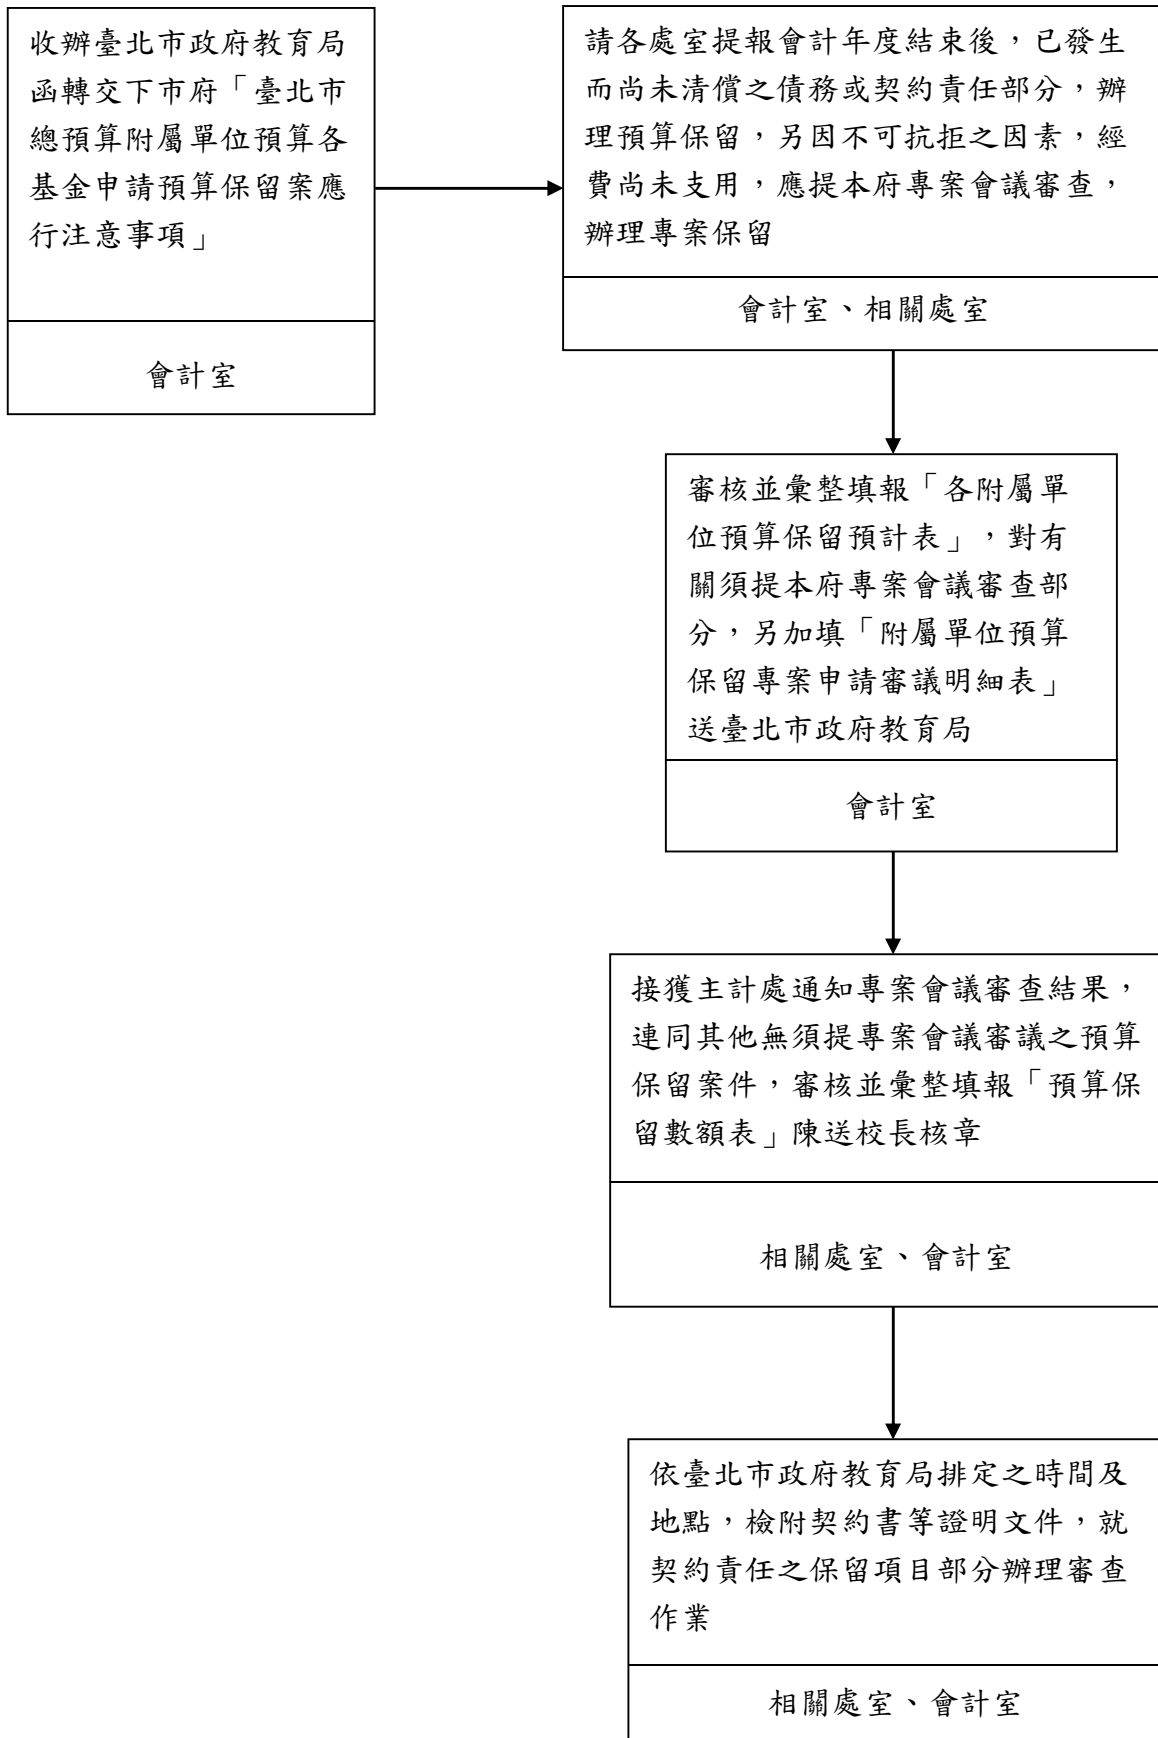 收辦臺北市政府教育局
函轉交下市府「臺北市
總預算附屬單位預算各
基金申請預算保留案應
行注意事項」
會計室
請各處室提報會計年度結束後，已發生
而尚未清償之債務或契約責任部分，辦
理預算保留，另因不可抗拒之因素，經
費尚未支用，應提本府專案會議審查，
辦理專案保留
會計室、相關處室
審核並彙整填報「各附屬單
位預算保留預計表」，對有
關須提本府專案會議審查部
分，另加填「附屬單位預算
保留專案申請審議明細表」
送臺北市政府教育局
會計室
接獲主計處通知專案會議審查結果，
連同其他無須提專案會議審議之預算
保留案件，審核並彙整填報「預算保
留數額表」陳送校長核章
相關處室、會計室
依臺北市政府教育局排定之時間及
地點，檢附契約書等證明文件，就
契約責任之保留項目部分辦理審查
作業
相關處室、會計室